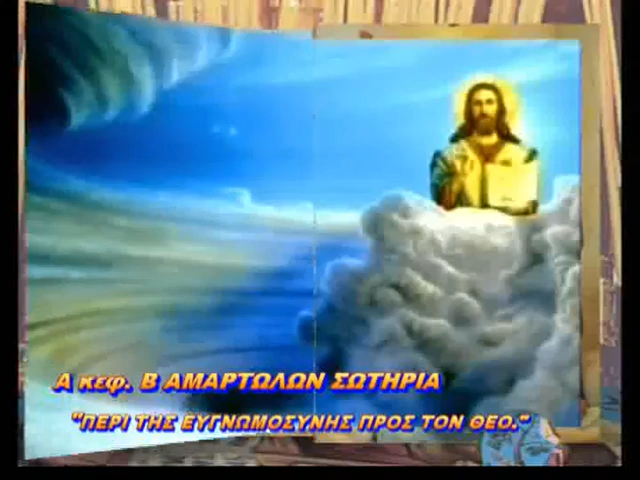 Α κεφ. Β ΑΜΑΡΤΩΛΩΝ ΣΩΤΗΡΙΑ
"ΠΕΡΙ ΤΗΣ ΕΥΓΝΩΜΟΣΥΝΗΣ ΠΡΟΣ ΤΟΝ ΘΕΟ."